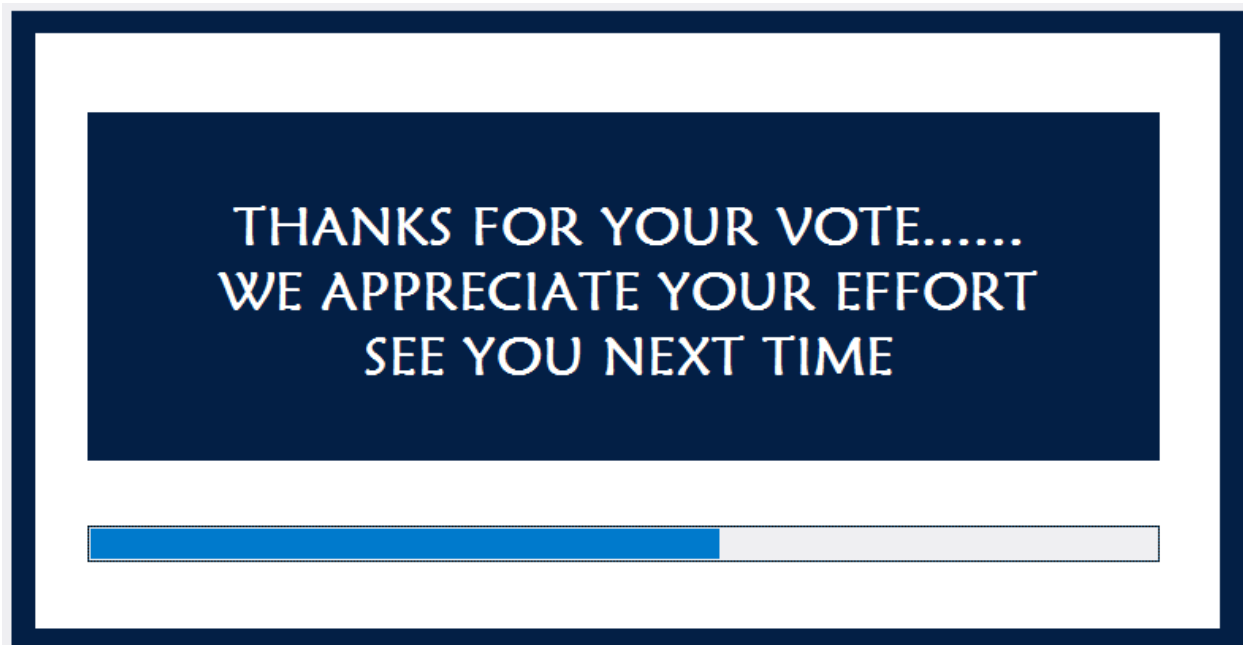 THANKS FOR YOUR VOTE......
WE APPRECIATE YOUR EFFORT
SEE YOU NEXT TIME